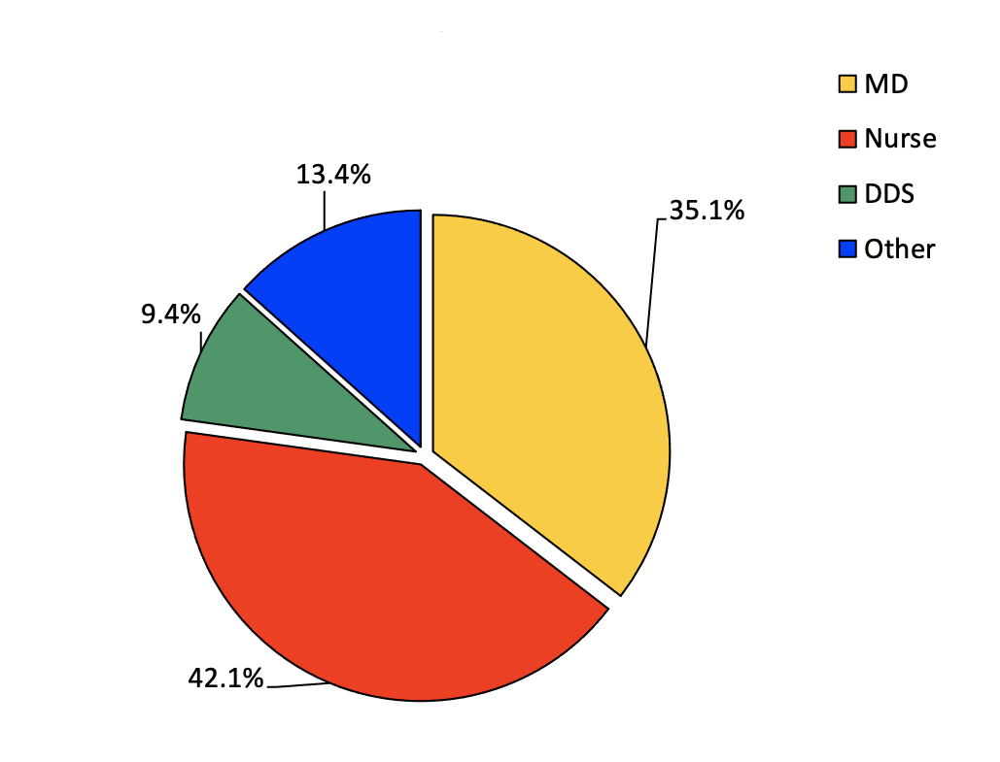 MD
Nurse
13.4%
DDS
35.1%
Other
9.4%
42.1%